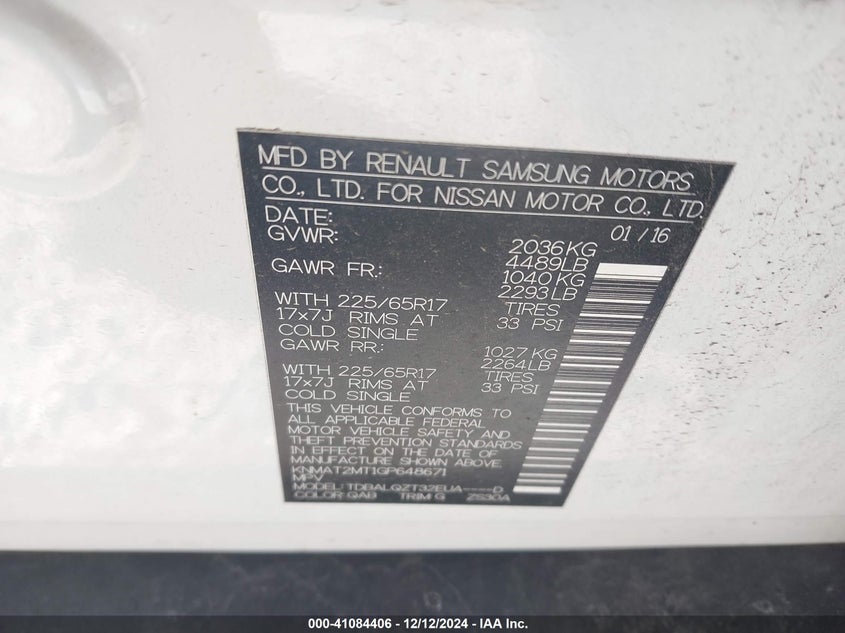 MFD BY RENAULT SAMSUNG MOTORS
CO., LTD. FOR NISSAN MOTOR CO., LTD.
DATE: 01 / 16
GVWR: 2036KG
4489LB
GAWR FR: 1040KG
2293LB
WITH 225/65R17 TIRES
17x7J RIMS AT 33 PSI
COLD SINGLE
GAWR RR: 1027KG
2264LB
WITH 225/65R17 TIRES
17x7J RIMS AT 33 PSI
COLD SINGLE
THIS VEHICLE CONFORMS TO
ALL APPLICABLE FEDERAL
MOTOR VEHICLE SAFETY AND
THEFT PREVENTION STANDARDS
IN EFFECT ON THE DATE OF
MANUFACTURE SHOWN ABOVE.
KNMAT2MT1GP648671
MPV
MODEL: TDBALQZT32EUA----D
COLOR QAB TRIM G ZS30A
000-41084406 - 12/12/2024 - IAA Inc.